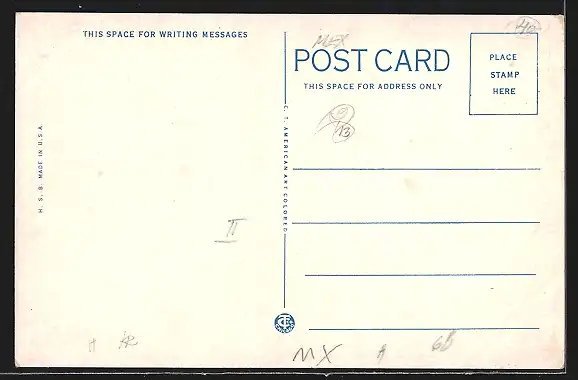 THIS SPACE FOR WRITING MESSAGES
MEX
POST CARD
THIS SPACE FOR ADDRESS ONLY
PLACE
STAMP
HERE
H. S. B. MADE IN U.S.A.
C. T. AMERICAN ART COLORED
13
II
MX
A